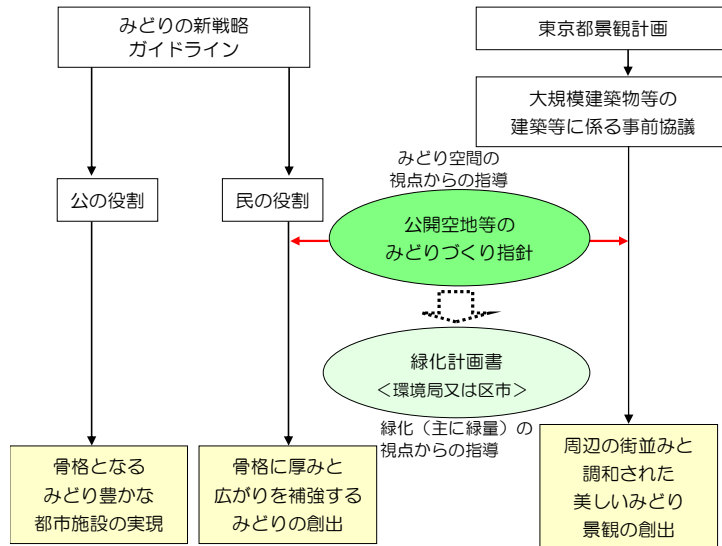 みどりの新戦略
ガイドライン
東京都景観計画
大規模建築物等の
建築等に係る事前協議
みどり空間の
視点からの指導
公の役割
民の役割
公開空地等の
みどりづくり指針
緑化計画書
＜環境局又は区市＞
緑化（主に緑量）の
視点からの指導
骨格となる
みどり豊かな
都市施設の実現
骨格に厚みと
広がりを補強する
みどりの創出
周辺の街並みと
調和された
美しいみどり
景観の創出